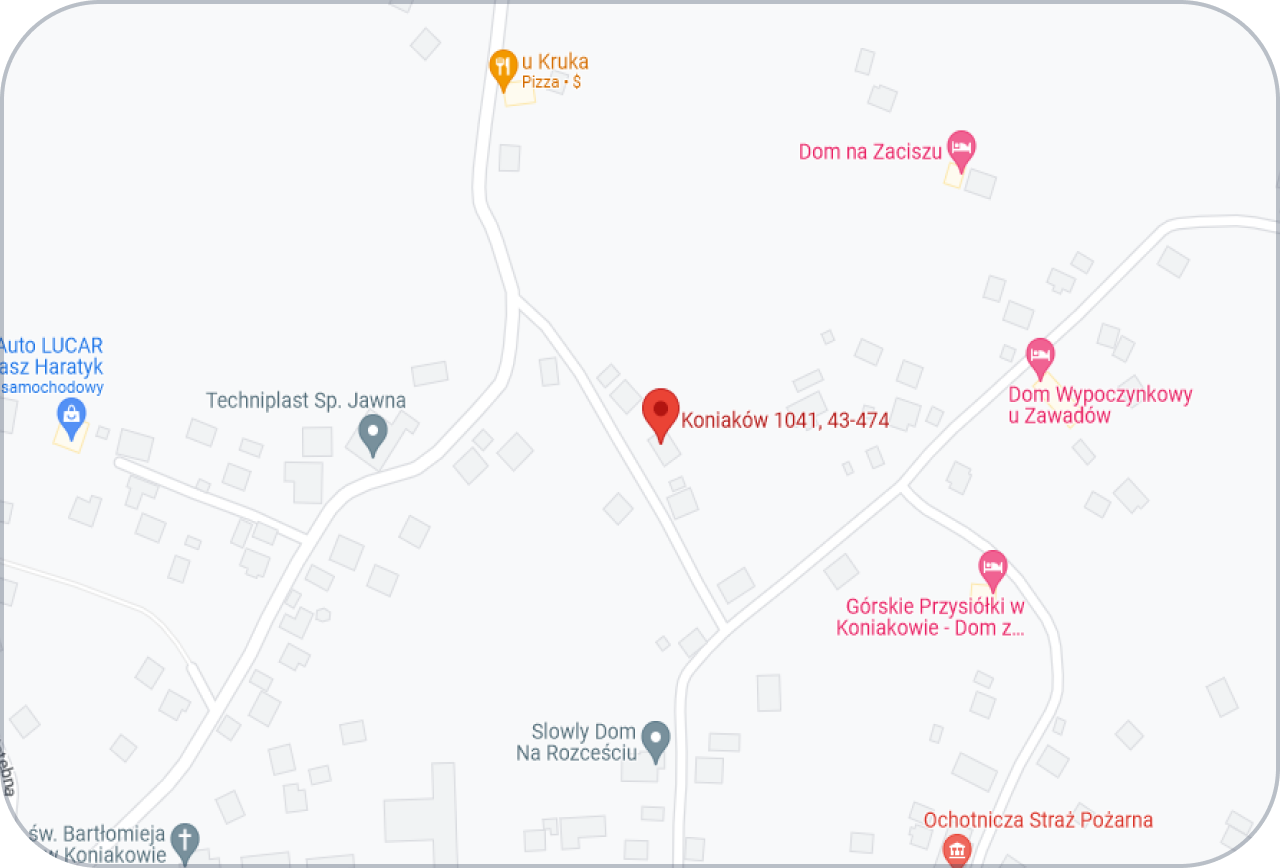 u Kruka
Pizza • $
Dom na Zaciszu
Auto LUCAR
asz Haratyk
samochodowy
Techniplast Sp. Jawna
Koniaków 1041, 43-474
Dom Wypoczynkowy
u Zawadów
Górskie Przysiółki w
Koniakowie - Dom z...
Slowly Dom
Na Rozceściu
Ochotnicza Straż Pożarna
św. Bartłomieja
w Koniakowie